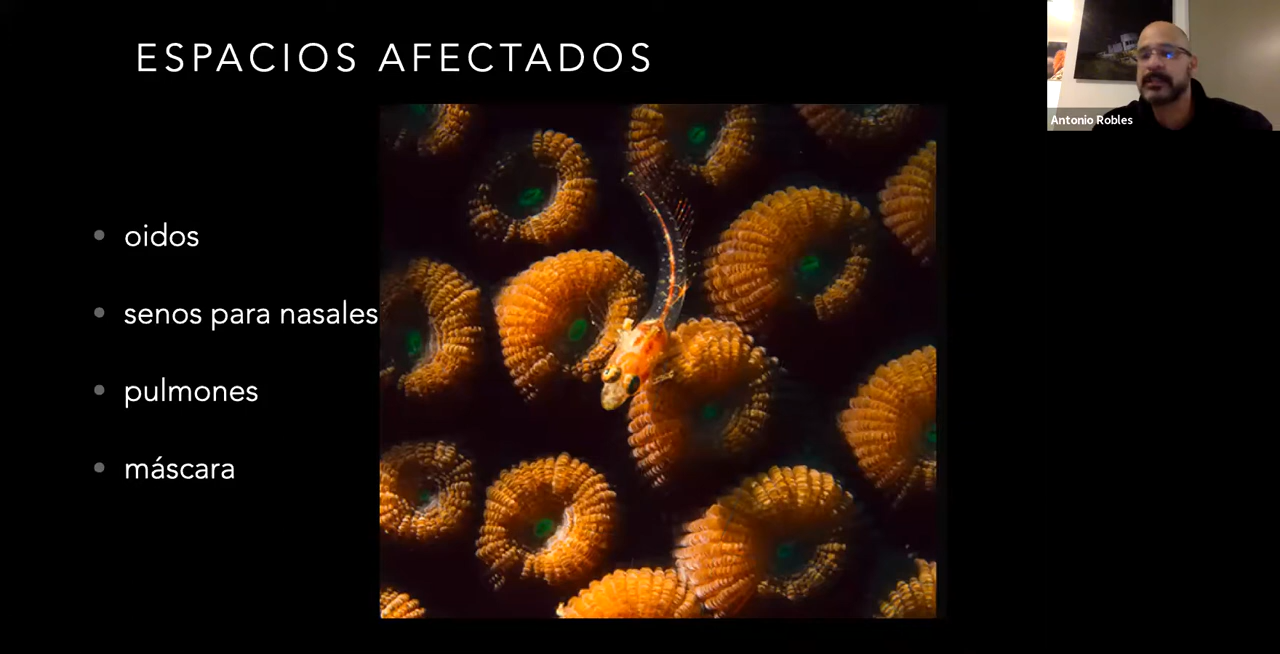 ESPACIOS AFECTADOS
Antonio Robles
oidos
senos para nasales
pulmones
máscara